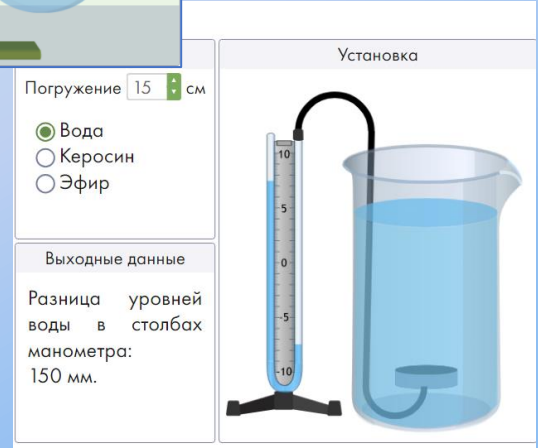 Установка
Погружение 15 см
Вода
Керосин
Эфир
10
5
0
-5
-10
Выходные данные
Разница уровней
воды в столбах
манометра:
150 мм.